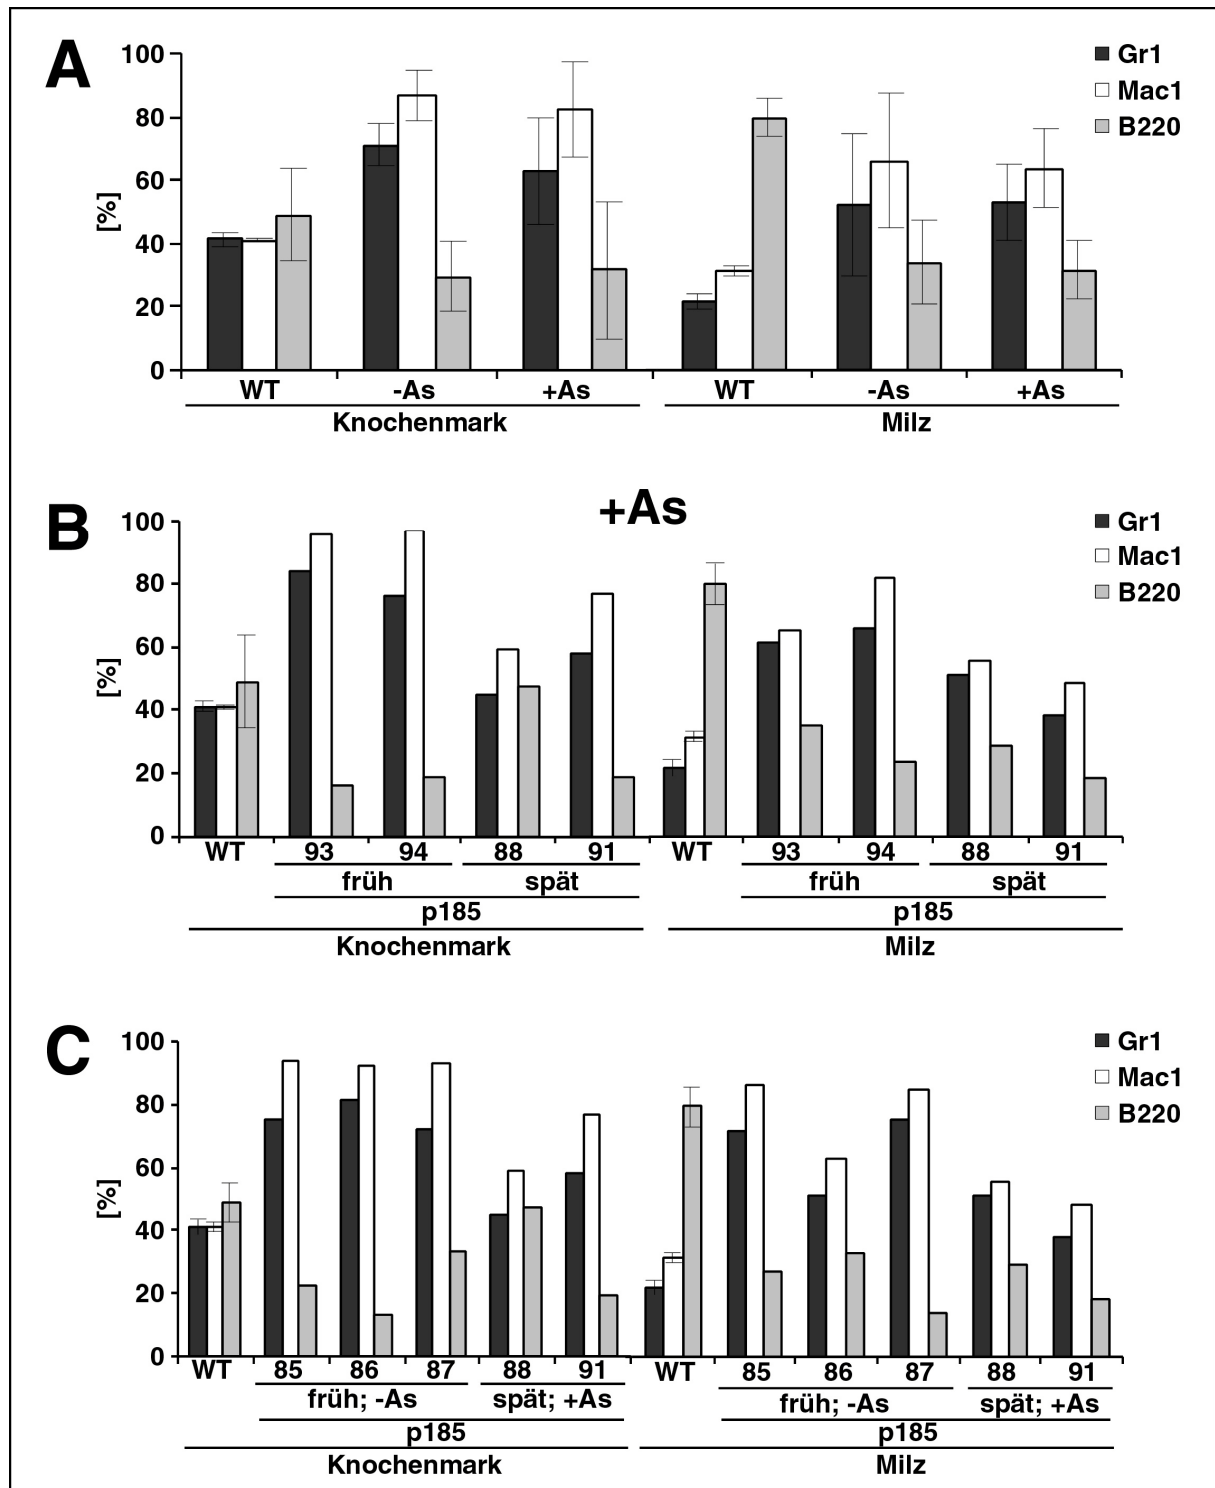 A
[%]
100
80
60
40
20
0
Gr1
Mac1
B220
WT -As +As WT -As +As
Knochenmark Milz
B
+As
[%]
100
80
60
40
20
0
Gr1
Mac1
B220
WT 93 94 88 91 WT 93 94 88 91
früh spät früh spät
p185 p185
Knochenmark Milz
C
[%]
100
80
60
40
20
0
Gr1
Mac1
B220
WT 85 86 87 88 91 WT 85 86 87 88 91
früh; -As spät; +As früh; -As spät; +As
p185 p185
Knochenmark Milz